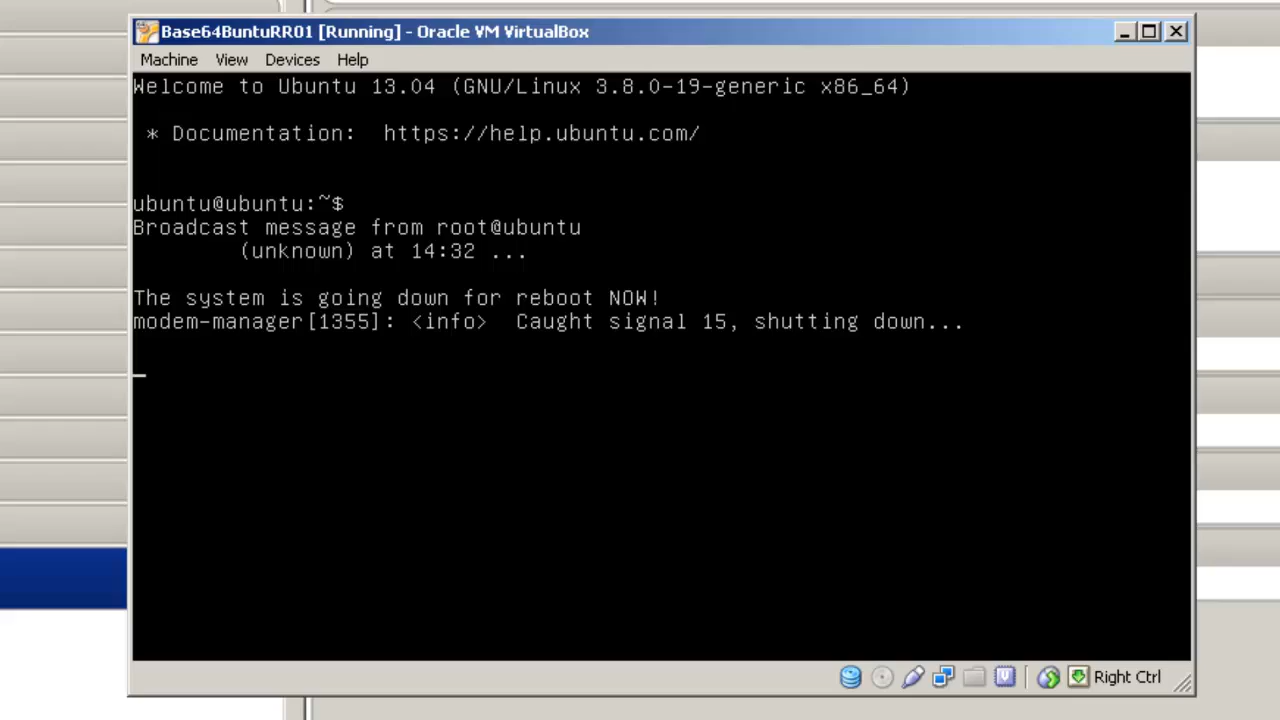 Base64BuntuRR01 [Running] - Oracle VM VirtualBox
Machine View Devices Help
Welcome to Ubuntu 13.04 (GNU/Linux 3.8.0-19-generic x86_64)
* Documentation: https://help.ubuntu.com/
ubuntu@ubuntu:~$
Broadcast message from root@ubuntu
(unknown) at 14:32 ...
The system is going down for reboot NOW!
modem-manager[1355]: <info> Caught signal 15, shutting down...
Right Ctrl